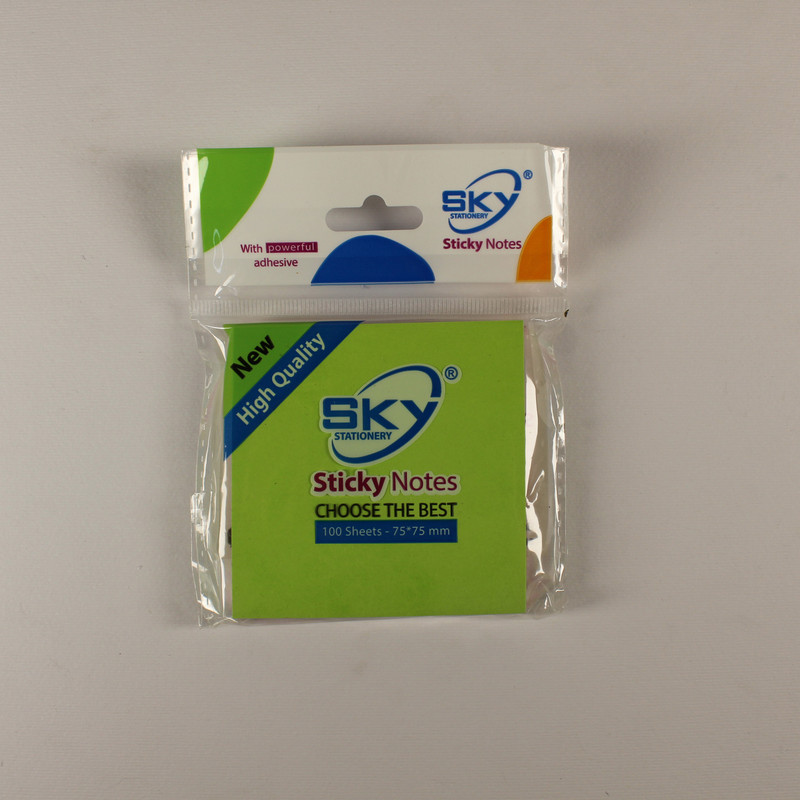 SKY®
STATIONERY
Sticky Notes
With powerful
adhesive
New
High Quality
SKY®
STATIONERY
Sticky Notes
CHOOSE THE BEST
100 Sheets - 75*75 mm